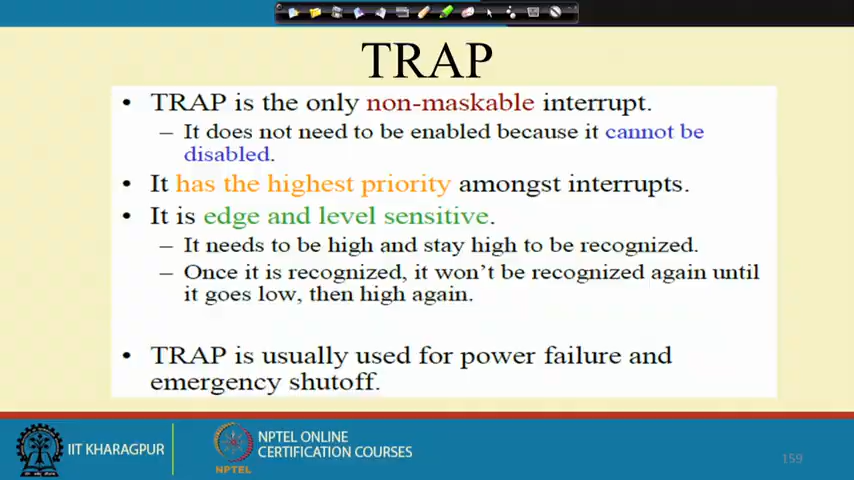 TRAP
• TRAP is the only non-maskable interrupt.
– It does not need to be enabled because it cannot be
disabled.
• It has the highest priority amongst interrupts.
• It is edge and level sensitive.
– It needs to be high and stay high to be recognized.
– Once it is recognized, it won't be recognized again until
it goes low, then high again.
• TRAP is usually used for power failure and
emergency shutoff.
IIT KHARAGPUR
NPTEL
NPTEL ONLINE
CERTIFICATION COURSES
159